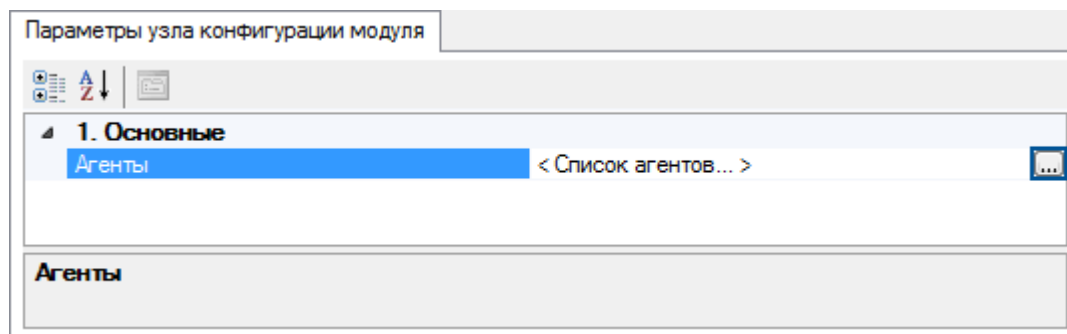 Параметры узла конфигурации модуля
A
Z
1. Основные
Агенты < Список агентов... >
...
Агенты